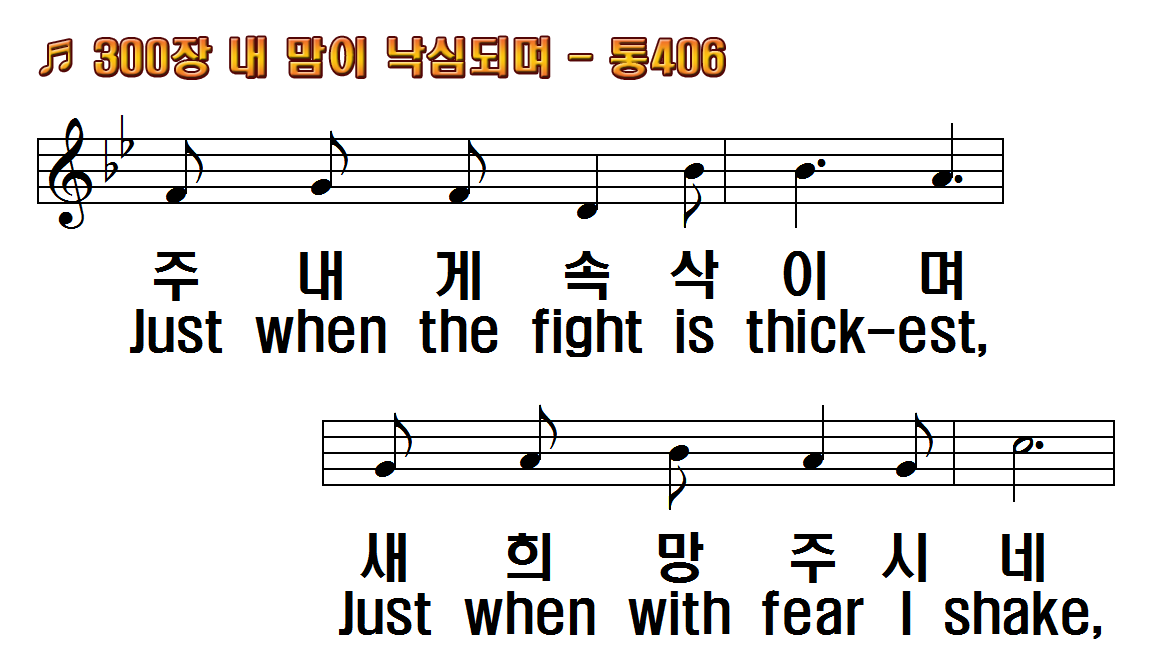 ♬ 300장 내 맘이 낙심되며 - 통406
주 내 게 속 삭 이 며
Just when the fight is thick-est,
새 희 망 주 시 네
Just when with fear I shake,